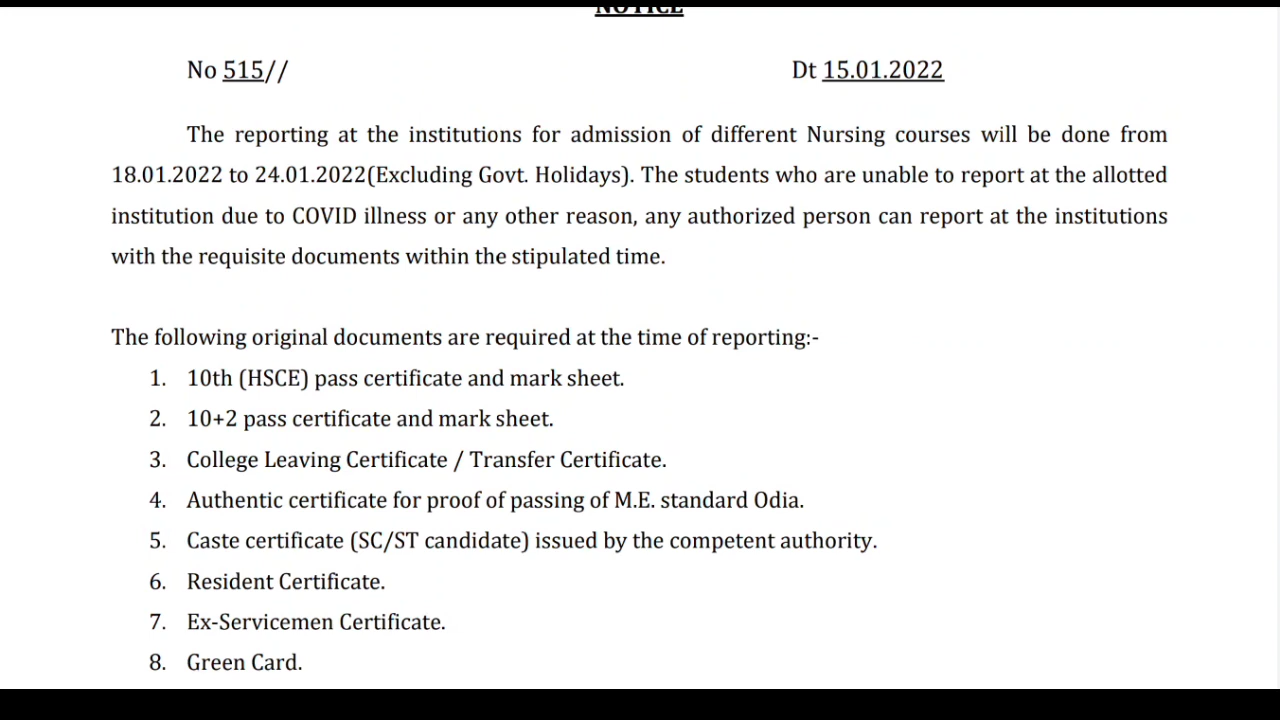 NOTICE
No 515// Dt 15.01.2022
The reporting at the institutions for admission of different Nursing courses will be done from
18.01.2022 to 24.01.2022(Excluding Govt. Holidays). The students who are unable to report at the allotted
institution due to COVID illness or any other reason, any authorized person can report at the institutions
with the requisite documents within the stipulated time.
The following original documents are required at the time of reporting:-
1. 10th (HSCE) pass certificate and mark sheet.
2. 10+2 pass certificate and mark sheet.
3. College Leaving Certificate / Transfer Certificate.
4. Authentic certificate for proof of passing of M.E. standard Odia.
5. Caste certificate (SC/ST candidate) issued by the competent authority.
6. Resident Certificate.
7. Ex-Servicemen Certificate.
8. Green Card.